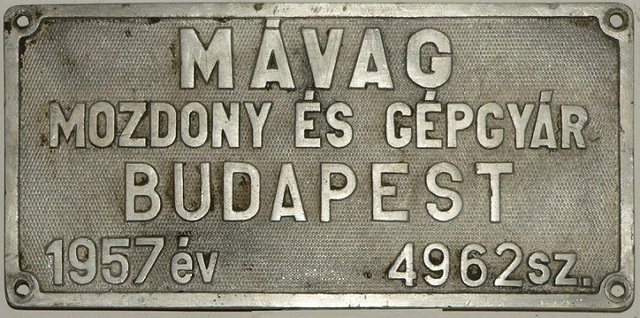 MÁVAG
MOZDONY ÉS GÉPGYÁR
BUDAPEST
1957 év 4962 sz.